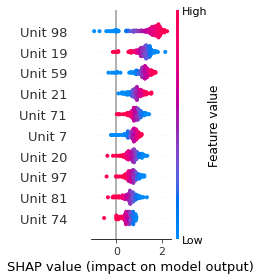 High
Unit 98
Unit 19
Unit 59
Unit 21
Unit 71
Unit 7
Unit 20
Unit 97
Unit 81
Unit 74
Feature value
Low
0
2
SHAP value (impact on model output)